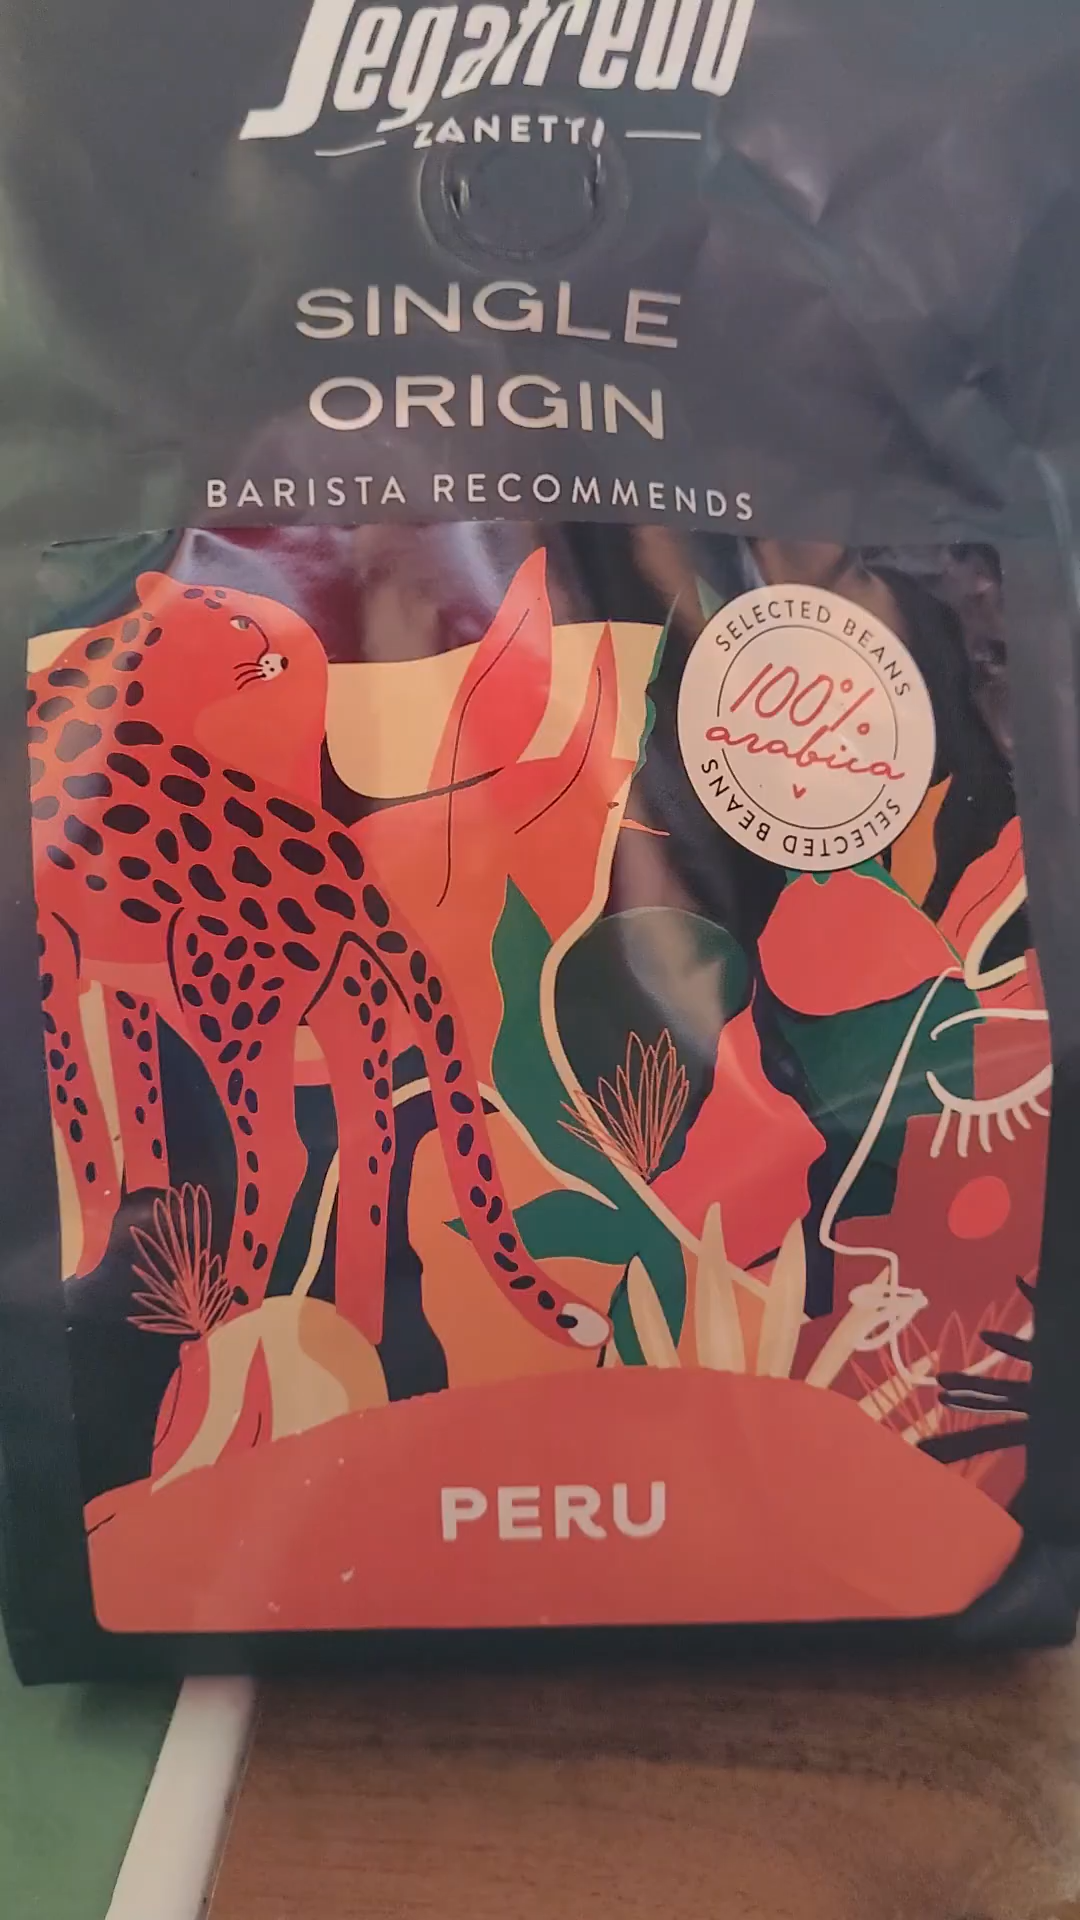 Segafredo
ZANETTI
SINGLE
ORIGIN
BARISTA RECOMMENDS
SELECTED BEANS
100%
arabica
SELECTED BEANS
PERU